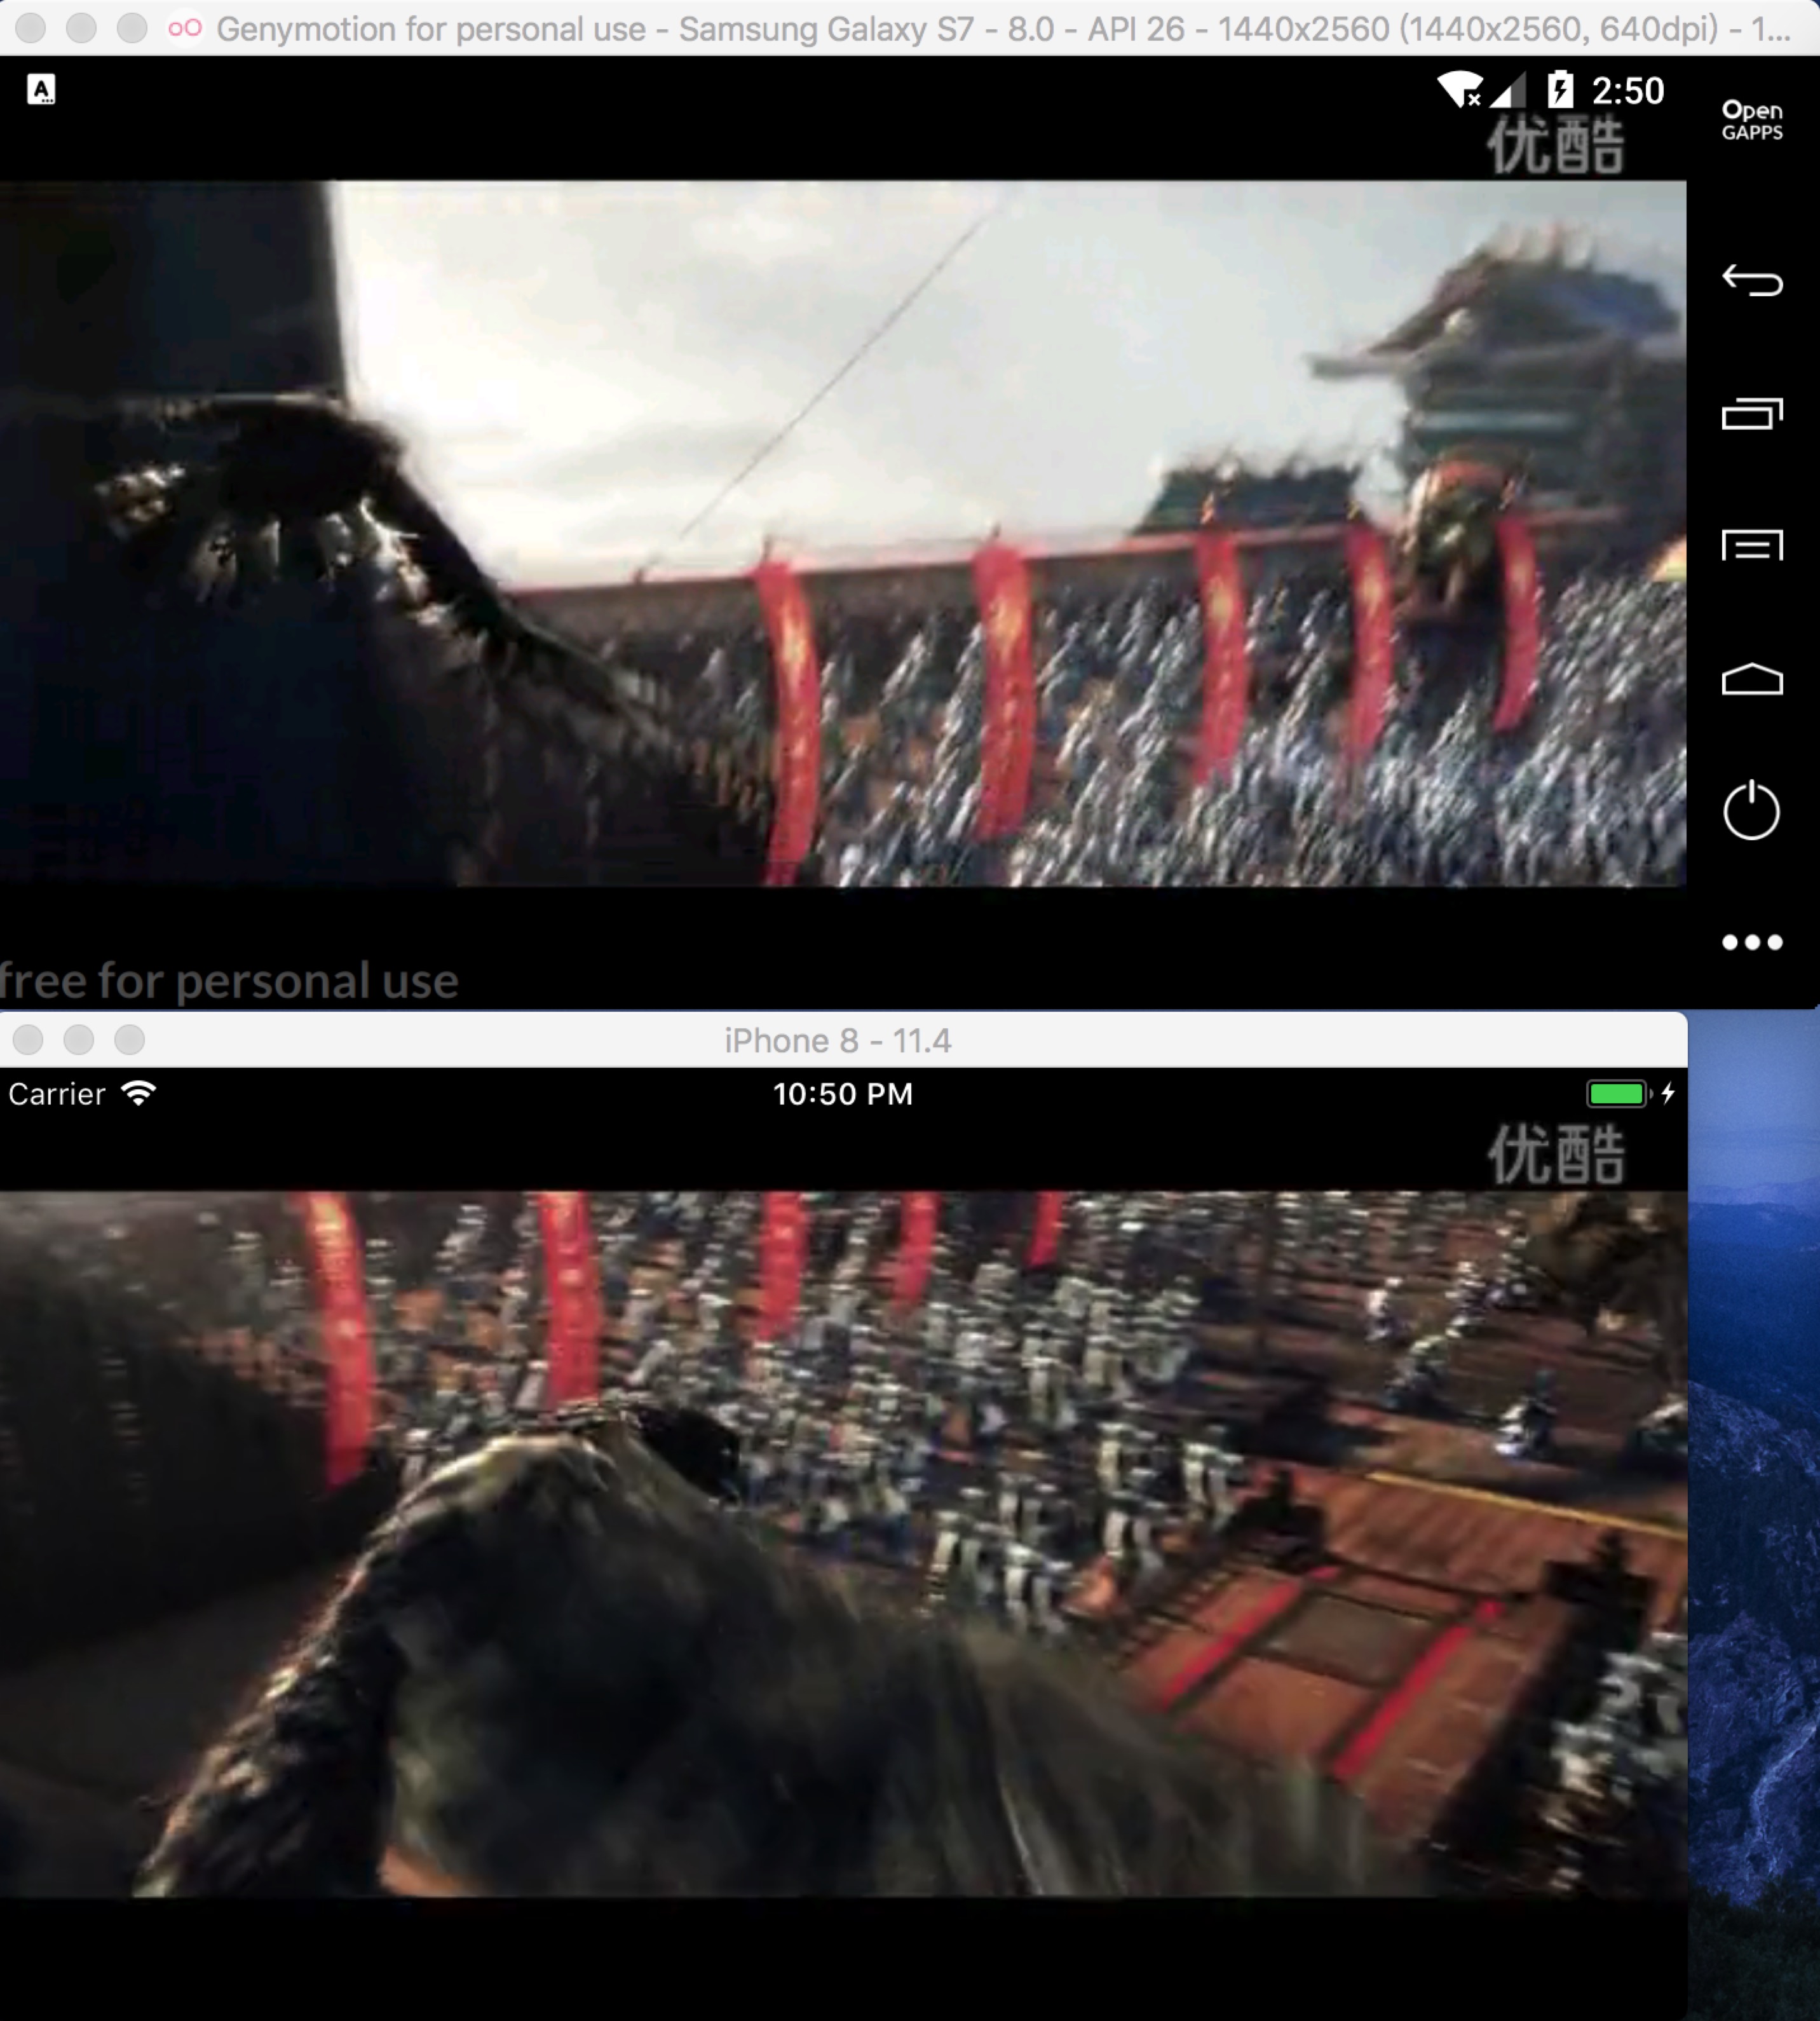 Genymotion for personal use - Samsung Galaxy S7 - 8.0 - API 26 - 1440x2560 (1440x2560, 640dpi) - 1...
A
2:50
Open
GAPPS
优酷
free for personal use
iPhone 8 - 11.4
Carrier
10:50 PM
优酷